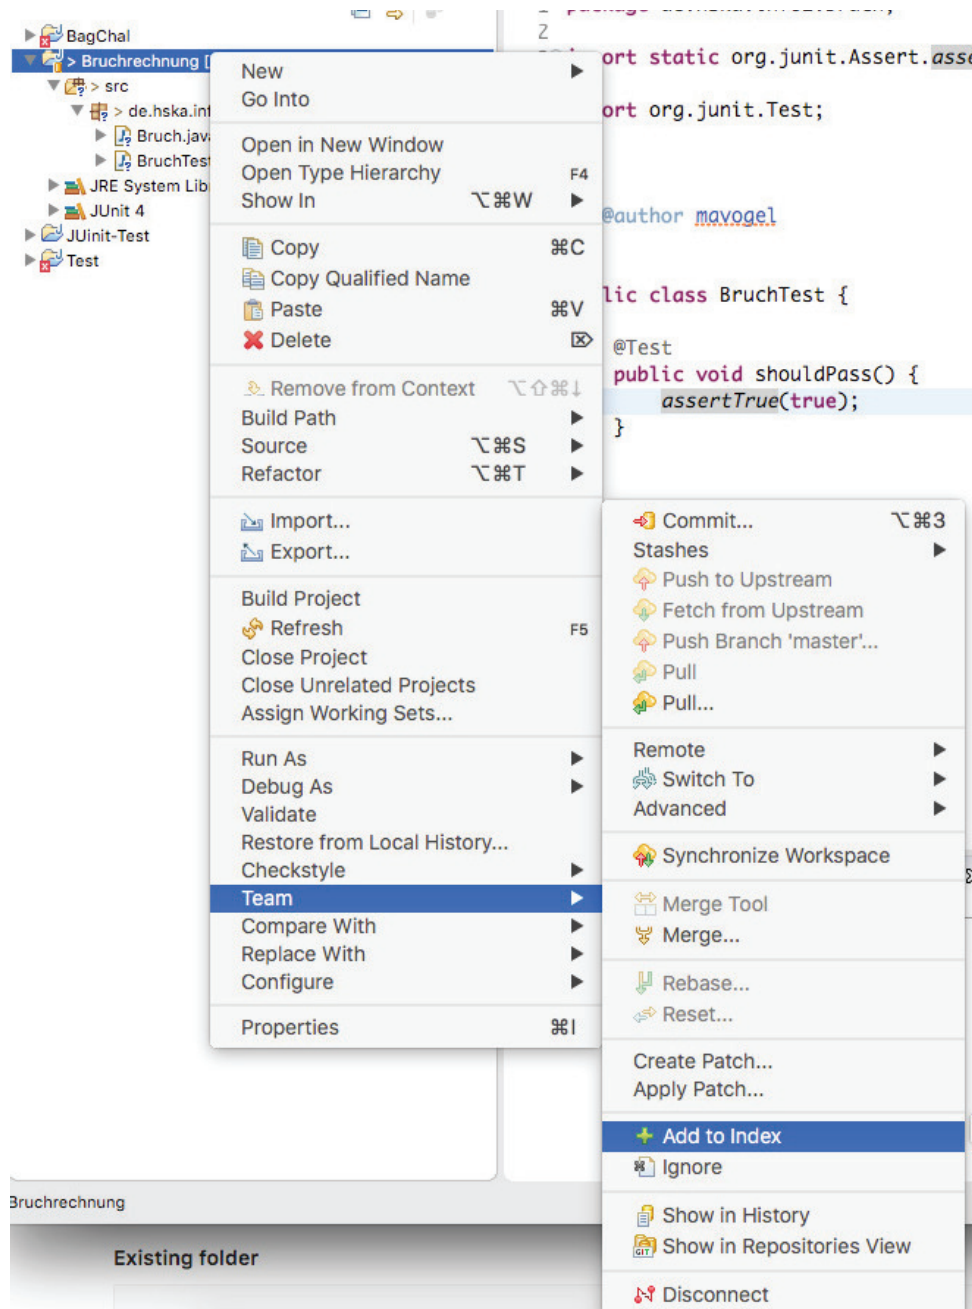 2
BagChal
> Bruchrechnung [
ort static org.junit.Assert.asse
> src
> de.hska.inf
ort org.junit.Test;
Bruch.java
BruchTest
JRE System Lib
JUnit 4
@author mavogel
JUinit-Test
Test
lic class BruchTest {
@Test
public void shouldPass() {
assertTrue(true);
}
New
Go Into
Open in New Window
Open Type Hierarchy F4
Show In ⌥⌘W
Copy ⌘C
Copy Qualified Name
Paste ⌘V
Delete ⌦
Remove from Context ⌥⇧⌘↓
Build Path
Source ⌥⌘S
Refactor ⌥⌘T
Import...
Export...
Build Project
Refresh F5
Close Project
Close Unrelated Projects
Assign Working Sets...
Run As
Debug As
Validate
Restore from Local History...
Checkstyle
Team
Compare With
Replace With
Configure
Properties ⌘I
Commit... ⌥⌘3
Stashes
Push to Upstream
Fetch from Upstream
Push Branch 'master'...
Pull
Pull...
Remote
Switch To
Advanced
Synchronize Workspace
Merge Tool
Merge...
Rebase...
Reset...
Create Patch...
Apply Patch...
Add to Index
Ignore
Show in History
GIT Show in Repositories View
Disconnect
Bruchrechnung
Existing folder